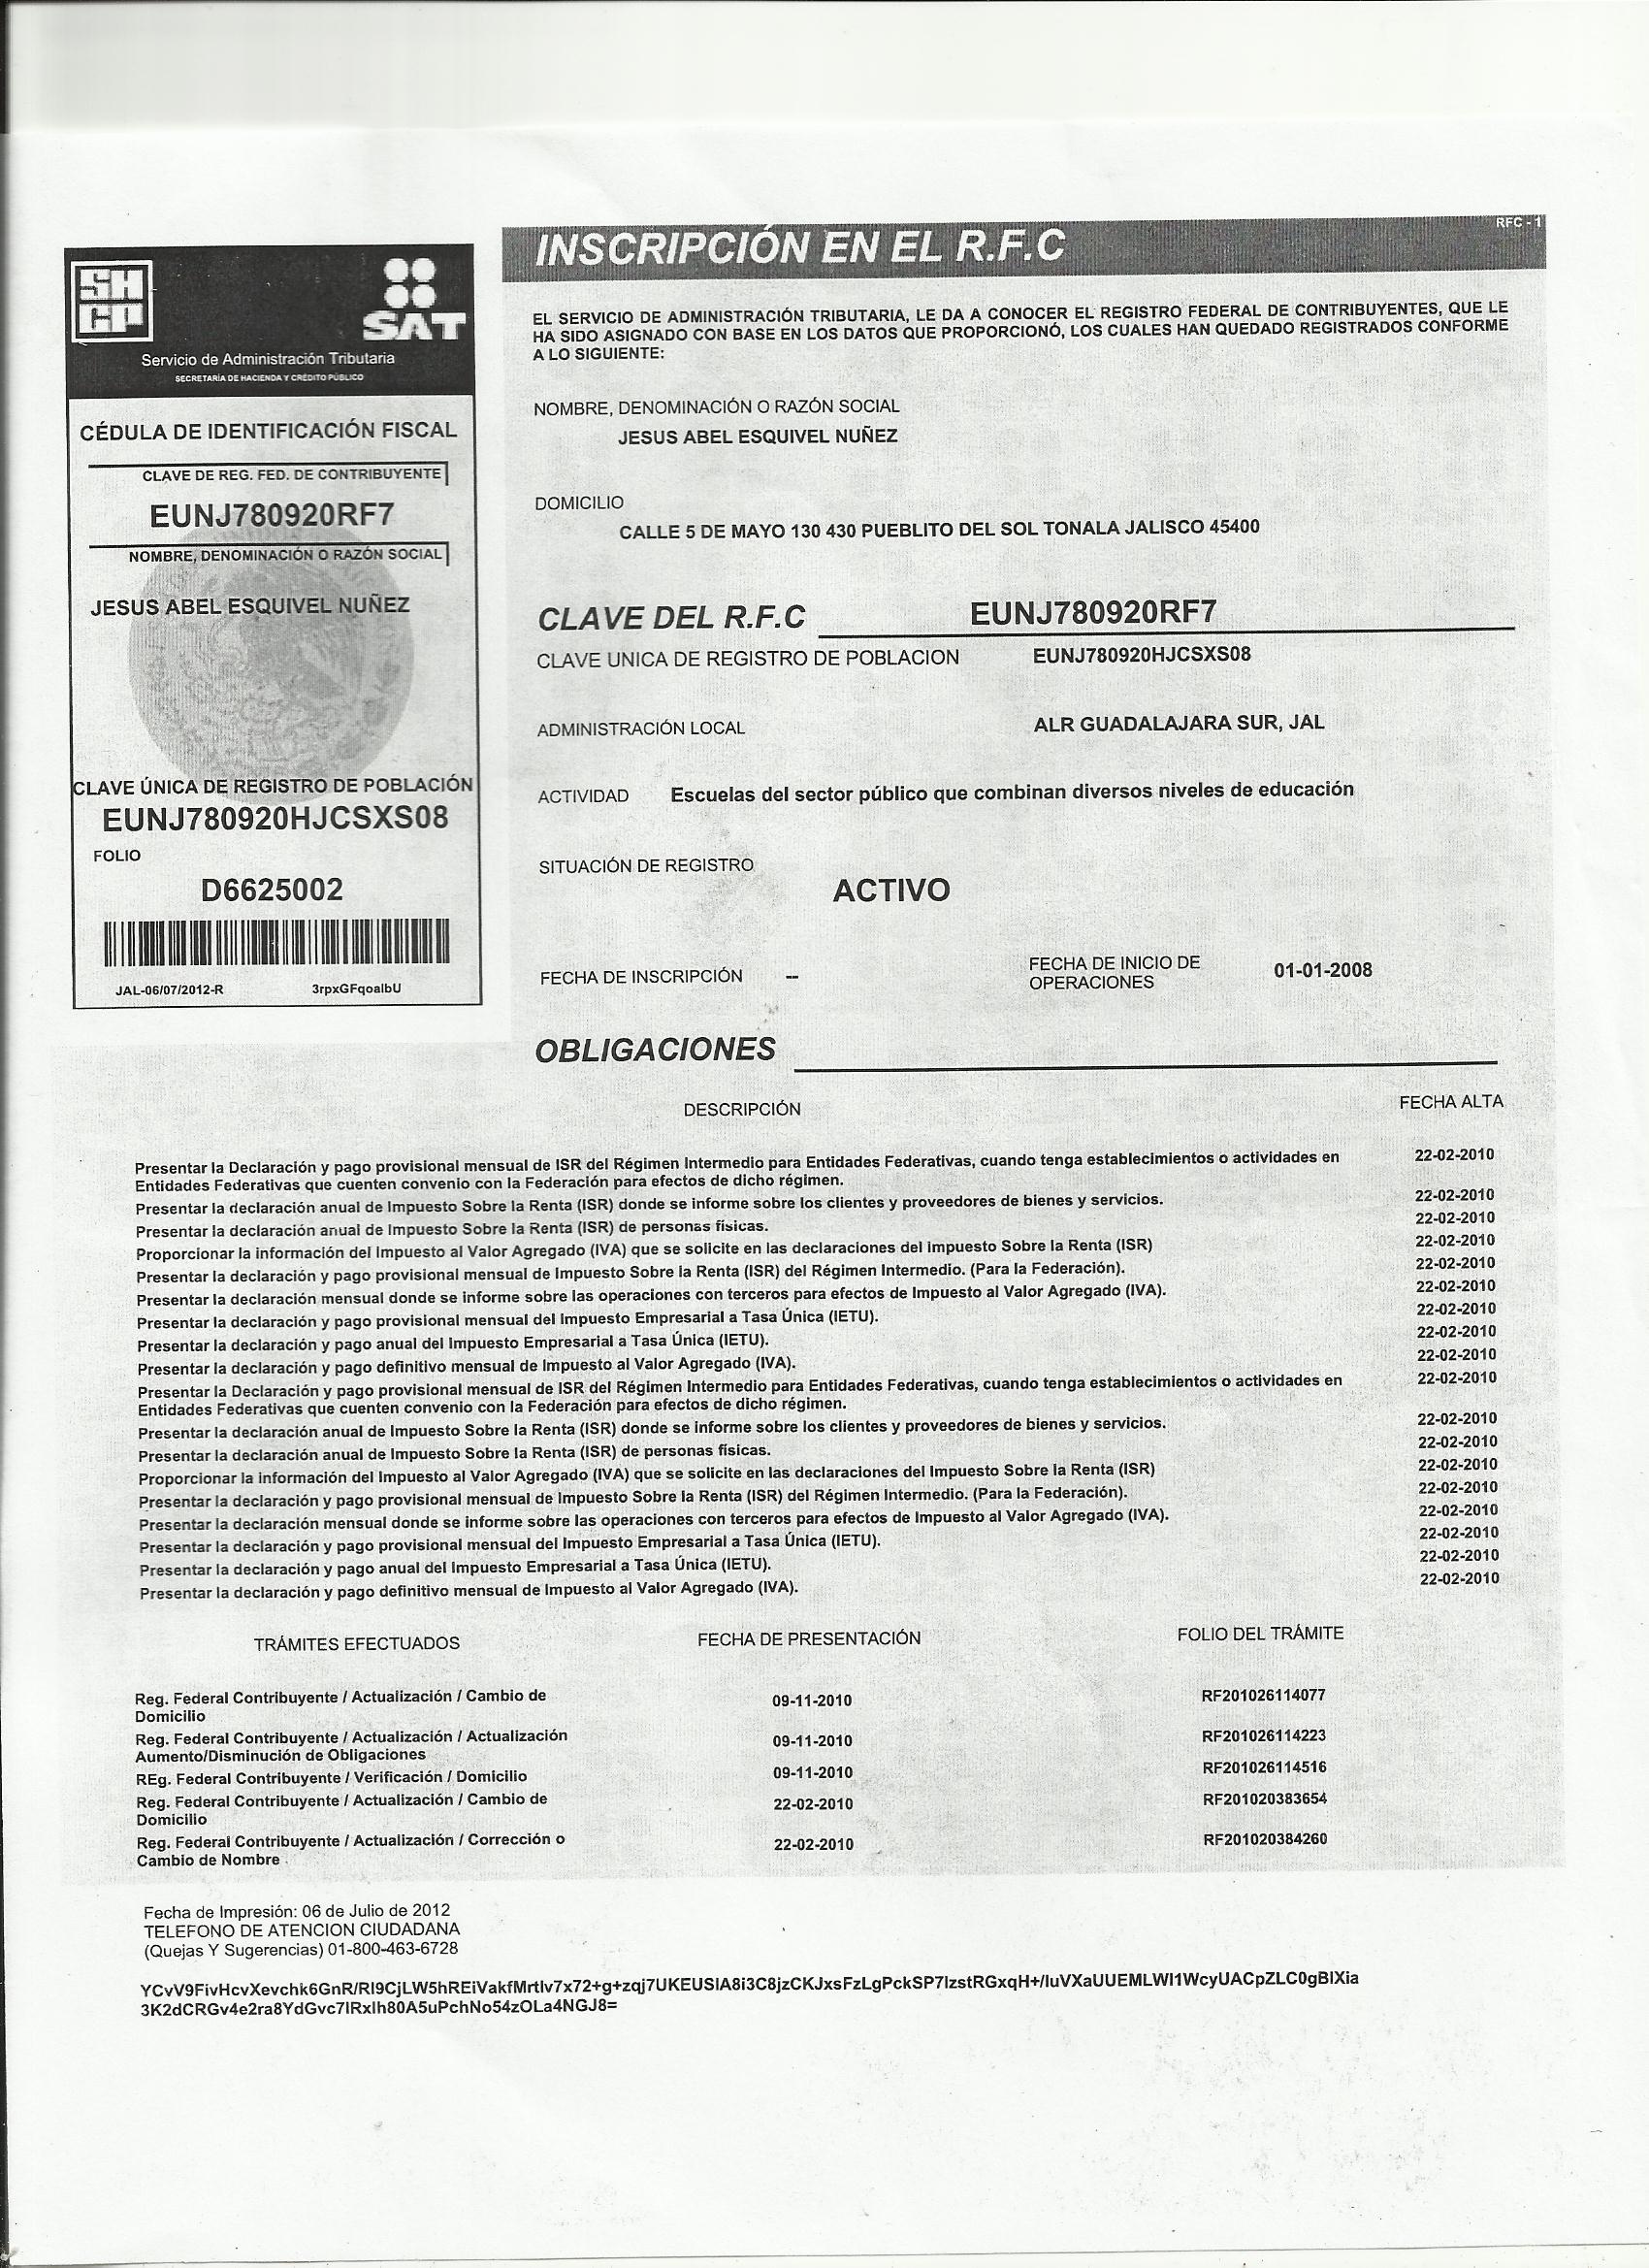 RFC - 1
INSCRIPCIÓN EN EL R.F.C
SH
CP
SAT
Servicio de Administración Tributaria
SECRETARÍA DE HACIENDA Y CRÉDITO PÚBLICO
CÉDULA DE IDENTIFICACIÓN FISCAL
CLAVE DE REG. FED. DE CONTRIBUYENTE
EUNJ780920RF7
NOMBRE, DENOMINACIÓN O RAZÓN SOCIAL
JESUS ABEL ESQUIVEL NUÑEZ
CLAVE ÚNICA DE REGISTRO DE POBLACIÓN
EUNJ780920HJCSXS08
FOLIO
D6625002
JAL-06/07/2012-R 3rpxGFqoalbU
EL SERVICIO DE ADMINISTRACIÓN TRIBUTARIA, LE DA A CONOCER EL REGISTRO FEDERAL DE CONTRIBUYENTES, QUE LE
HA SIDO ASIGNADO CON BASE EN LOS DATOS QUE PROPORCIONÓ, LOS CUALES HAN QUEDADO REGISTRADOS CONFORME
A LO SIGUIENTE:
NOMBRE, DENOMINACIÓN O RAZÓN SOCIAL
JESUS ABEL ESQUIVEL NUÑEZ
DOMICILIO
CALLE 5 DE MAYO 130 430 PUEBLITO DEL SOL TONALA JALISCO 45400
CLAVE DEL R.F.C EUNJ780920RF7
CLAVE UNICA DE REGISTRO DE POBLACION EUNJ780920HJCSXS08
ADMINISTRACIÓN LOCAL ALR GUADALAJARA SUR, JAL
ACTIVIDAD Escuelas del sector público que combinan diversos niveles de educación
SITUACIÓN DE REGISTRO
ACTIVO
FECHA DE INSCRIPCIÓN -- FECHA DE INICIO DE
OPERACIONES 01-01-2008
OBLIGACIONES
DESCRIPCIÓN FECHA ALTA
Presentar la Declaración y pago provisional mensual de ISR del Régimen Intermedio para Entidades Federativas, cuando tenga establecimientos o actividades en 22-02-2010
Entidades Federativas que cuenten convenio con la Federación para efectos de dicho régimen.
Presentar la declaración anual de Impuesto Sobre la Renta (ISR) donde se informe sobre los clientes y proveedores de bienes y servicios. 22-02-2010
Presentar la declaración anual de Impuesto Sobre la Renta (ISR) de personas físicas. 22-02-2010
Proporcionar la información del Impuesto al Valor Agregado (IVA) que se solicite en las declaraciones del Impuesto Sobre la Renta (ISR) 22-02-2010
Presentar la declaración y pago provisional mensual de Impuesto Sobre la Renta (ISR) del Régimen Intermedio. (Para la Federación). 22-02-2010
Presentar la declaración mensual donde se informe sobre las operaciones con terceros para efectos de Impuesto al Valor Agregado (IVA). 22-02-2010
Presentar la declaración y pago provisional mensual del Impuesto Empresarial a Tasa Única (IETU). 22-02-2010
Presentar la declaración y pago anual del Impuesto Empresarial a Tasa Única (IETU). 22-02-2010
Presentar la declaración y pago definitivo mensual de Impuesto al Valor Agregado (IVA). 22-02-2010
Presentar la Declaración y pago provisional mensual de ISR del Régimen Intermedio para Entidades Federativas, cuando tenga establecimientos o actividades en 22-02-2010
Entidades Federativas que cuenten convenio con la Federación para efectos de dicho régimen.
Presentar la declaración anual de Impuesto Sobre la Renta (ISR) donde se informe sobre los clientes y proveedores de bienes y servicios. 22-02-2010
Presentar la declaración anual de Impuesto Sobre la Renta (ISR) de personas físicas. 22-02-2010
Proporcionar la información del Impuesto al Valor Agregado (IVA) que se solicite en las declaraciones del Impuesto Sobre la Renta (ISR) 22-02-2010
Presentar la declaración y pago provisional mensual de Impuesto Sobre la Renta (ISR) del Régimen Intermedio. (Para la Federación). 22-02-2010
Presentar la declaración mensual donde se informe sobre las operaciones con terceros para efectos de Impuesto al Valor Agregado (IVA). 22-02-2010
Presentar la declaración y pago provisional mensual del Impuesto Empresarial a Tasa Única (IETU). 22-02-2010
Presentar la declaración y pago anual del Impuesto Empresarial a Tasa Única (IETU). 22-02-2010
Presentar la declaración y pago definitivo mensual de Impuesto al Valor Agregado (IVA). 22-02-2010
TRÁMITES EFECTUADOS FECHA DE PRESENTACIÓN FOLIO DEL TRÁMITE
Reg. Federal Contribuyente / Actualización / Cambio de 09-11-2010 RF201026114077
Domicilio
Reg. Federal Contribuyente / Actualización / Actualización 09-11-2010 RF201026114223
Aumento/Disminución de Obligaciones
REg. Federal Contribuyente / Verificación / Domicilio 09-11-2010 RF201026114516
Reg. Federal Contribuyente / Actualización / Cambio de 22-02-2010 RF201020383654
Domicilio
Reg. Federal Contribuyente / Actualización / Corrección o 22-02-2010 RF201020384260
Cambio de Nombre
Fecha de Impresión: 06 de Julio de 2012
TELEFONO DE ATENCION CIUDADANA
(Quejas Y Sugerencias) 01-800-463-6728
YCvV9FivHcvXevchk6GnR/RI9CjLW5hREiVakfMrtlv7x72+g+zqj7UKEUSIA8i3C8jzCKJxsFzLgPckSP7lzstRGxqH+/luVXaUUEMLWI1WcyUACpZLC0gBIXia
3K2dCRGv4e2ra8YdGvc7IRxlh80A5uPchNo54zOLa4NGJ8=